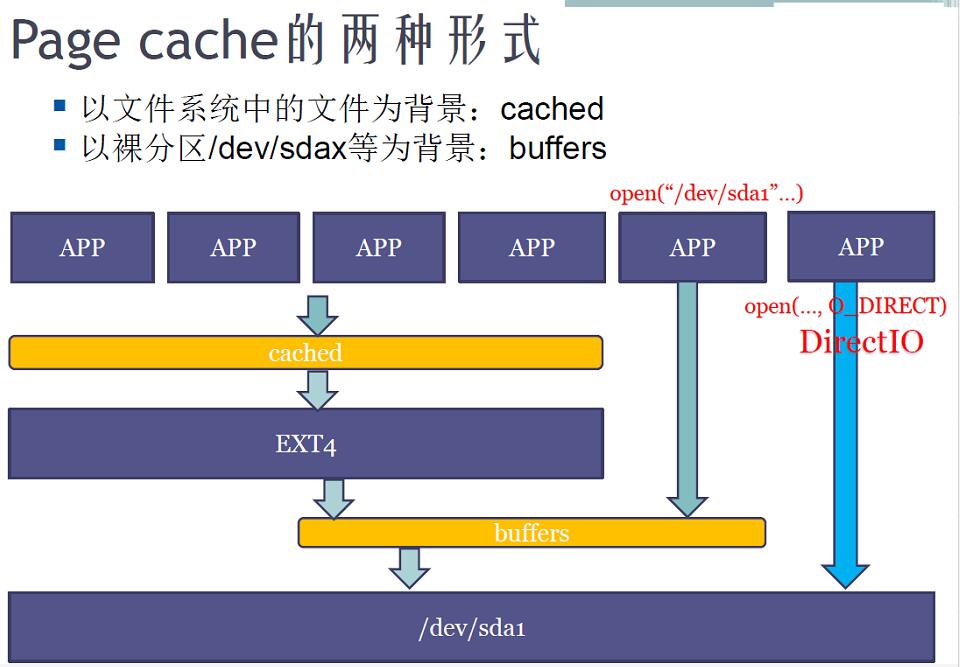 Page cache的两种形式
以文件系统中的文件为背景：cached
以裸分区/dev/sdax等为背景：buffers
open(“/dev/sda1”…)
APP
APP
APP
APP
APP
APP
open(…, O_DIRECT)
DirectIO
cached
EXT4
buffers
/dev/sda1